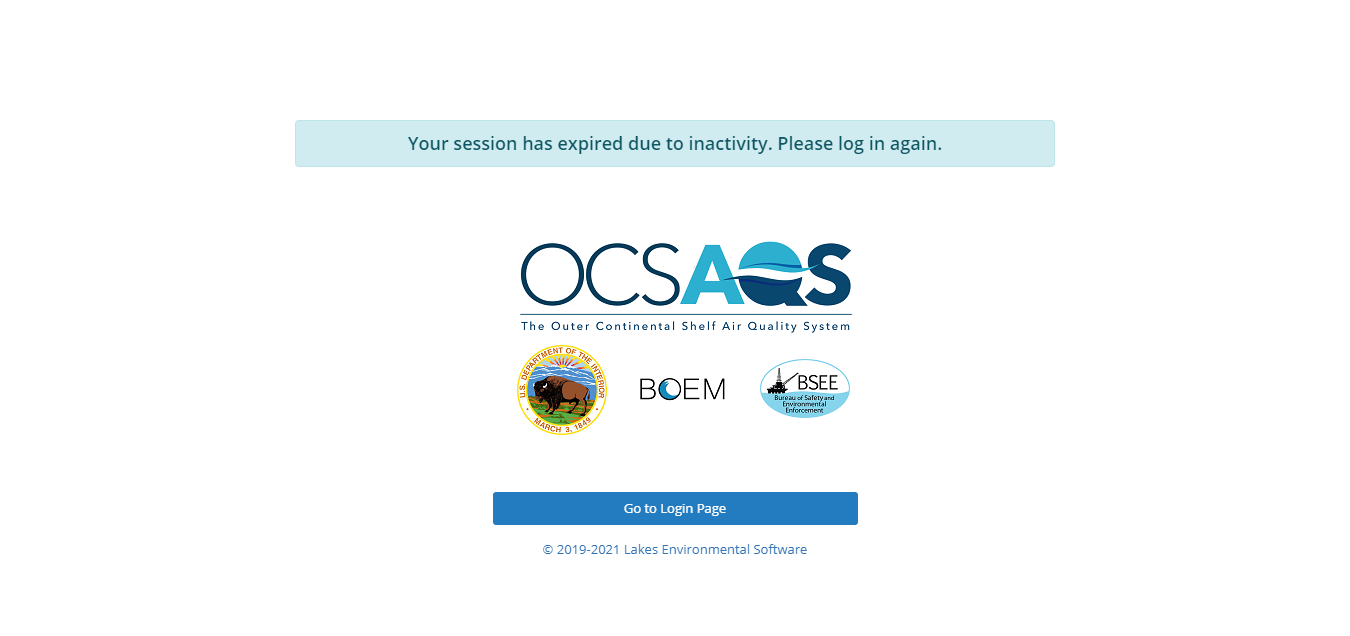 Your session has expired due to inactivity. Please log in again.
OCSAQS
The Outer Continental Shelf Air Quality System
U.S. DEPARTMENT OF THE INTERIOR
MARCH 3, 1849
BOEM
BSEE
Bureau of Safety and
Environmental
Enforcement
Go to Login Page
© 2019-2021 Lakes Environmental Software